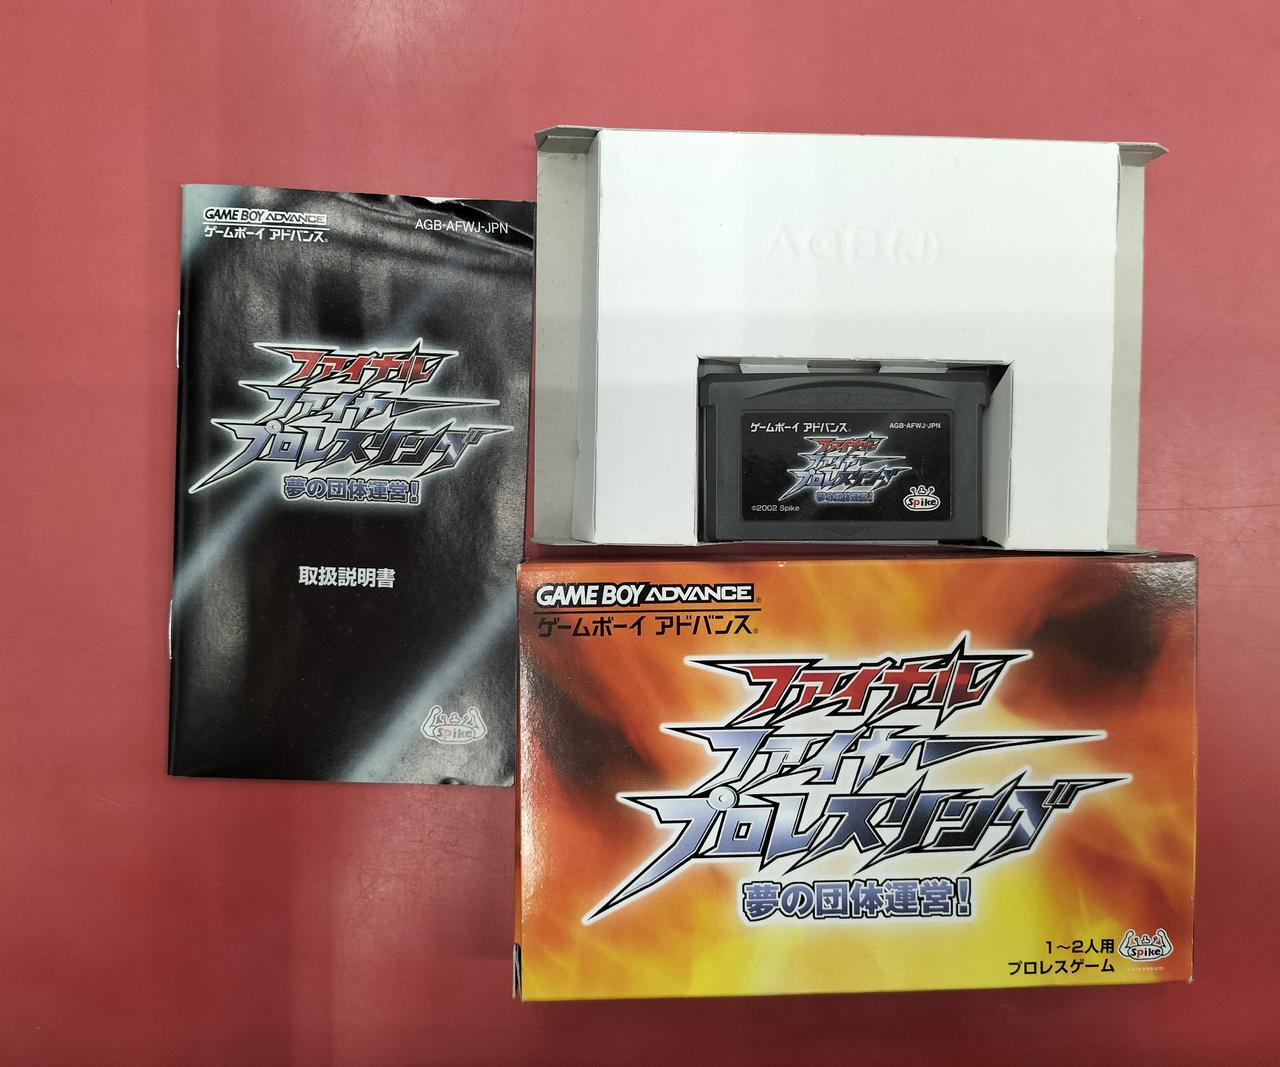 GAME BOY ADVANCE
ゲームボーイ アドバンス®
AGB-AFWJ-JPN
ファイナル
ファイヤー
プロレスリング
夢の団体運営!
取扱説明書
Spike
ゲームボーイ アドバンス®
AGB-AFWJ-JPN
ファイナル
ファイヤー
プロレスリング
夢の団体運営!
©2002 Spike
Spike
GAME BOY ADVANCE®
ゲームボーイ アドバンス®
ファイナル
ファイヤー
プロレスリング
夢の団体運営!
1〜2人用
プロレスゲーム
Spike